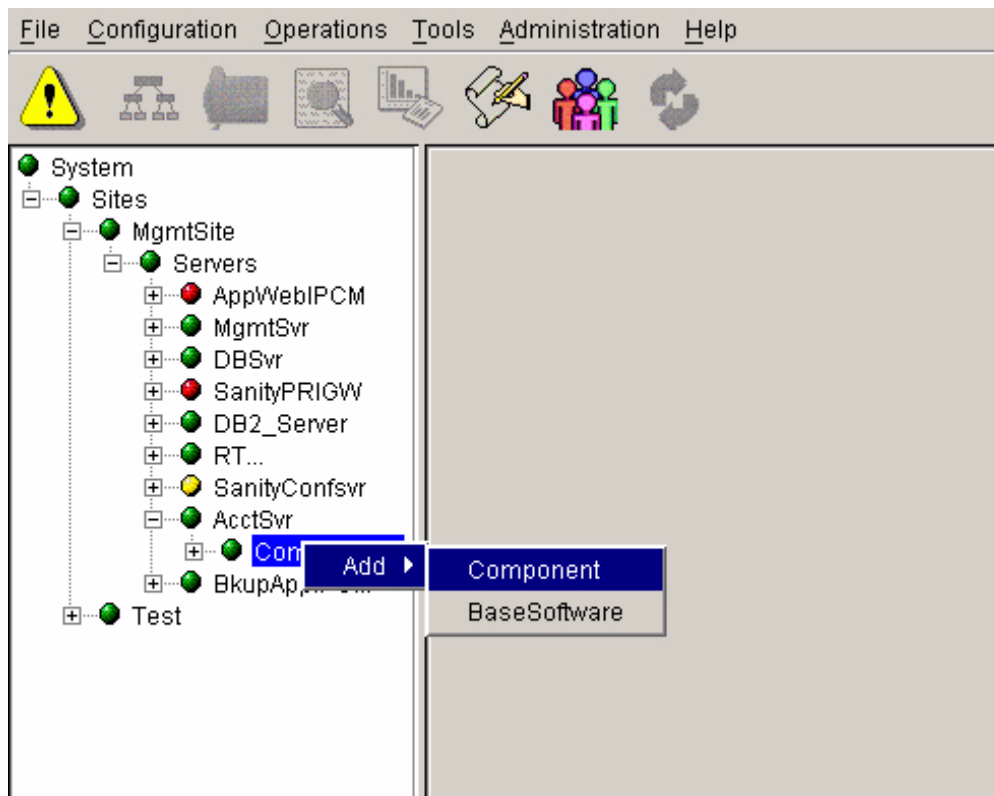 File Configuration Operations Tools Administration Help
System
Sites
MgmtSite
Servers
AppWebIPCM
MgmtSvr
DBSvr
SanityPRIGW
DB2_Server
RT...
SanityConfsvr
AcctSvr
Add Component
BaseSoftware
Test